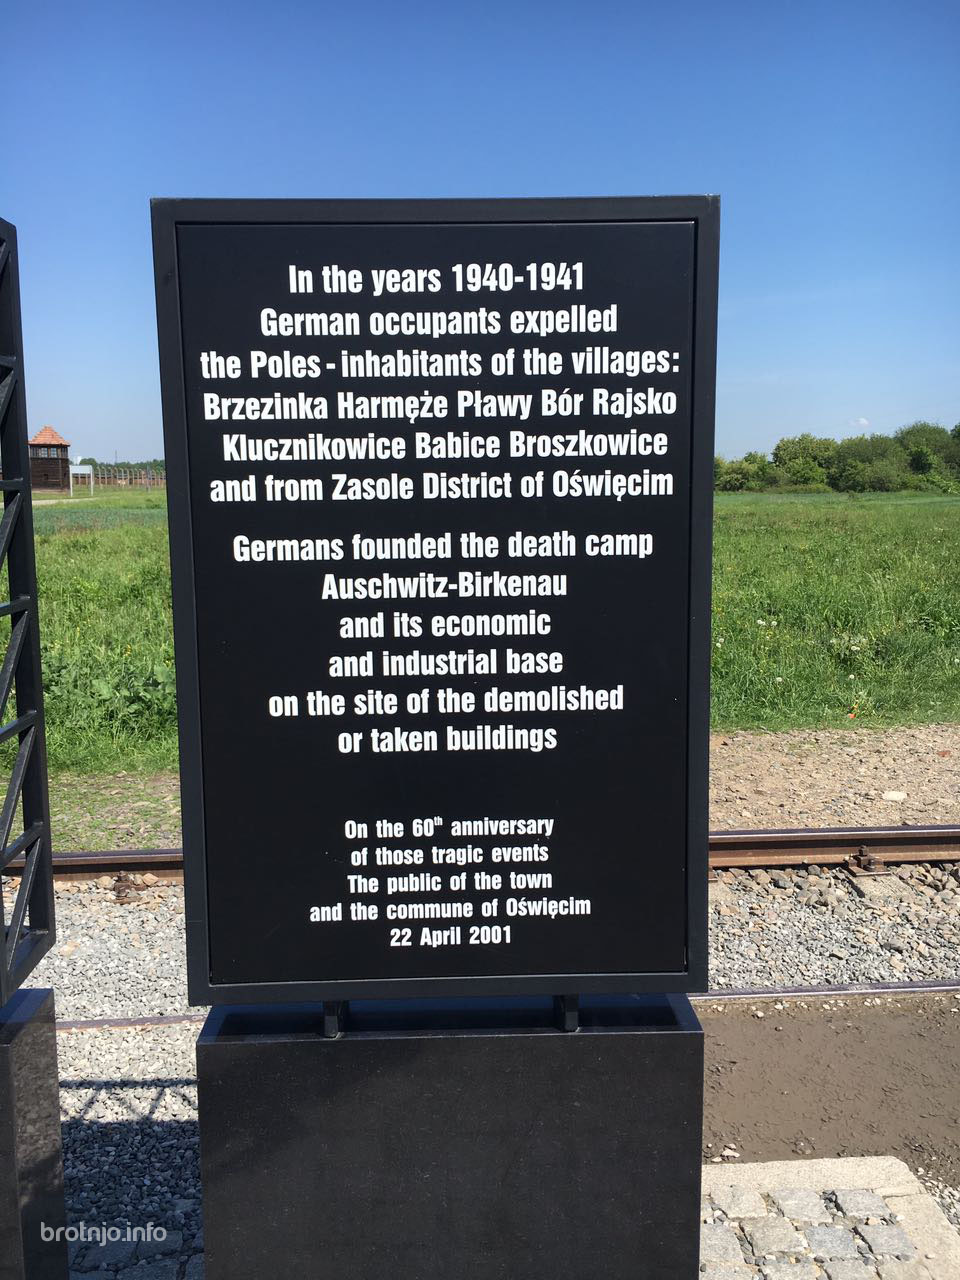 In the years 1940-1941
German occupants expelled
the Poles - inhabitants of the villages:
Brzezinka Harmęże Pławy Bór Rajsko
Klucznikowice Babice Broszkowice
and from Zasole District of Oświęcim
Germans founded the death camp
Auschwitz-Birkenau
and its economic
and industrial base
on the site of the demolished
or taken buildings
On the 60th anniversary
of those tragic events
The public of the town
and the commune of Oświęcim
22 April 2001
brotnjo.info